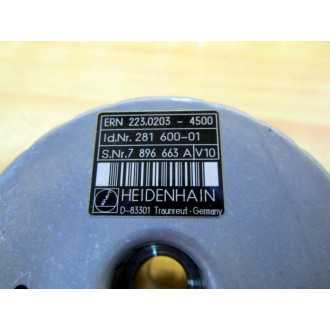 ERN 223.0203 - 4500
Id.Nr. 281 600-01
S.Nr.7 896 663 A V10
HEIDENHAIN
D-83301 Traunreut · Germany